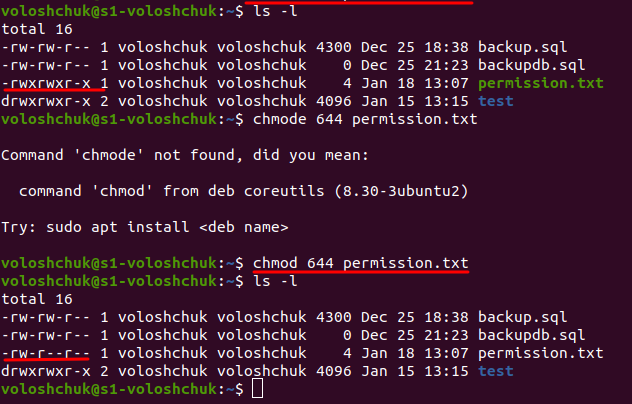 voloshchuk@s1-voloshchuk:~$ ls -l
total 16
-rw-rw-r-- 1 voloshchuk voloshchuk 4300 Dec 25 18:38 backup.sql
-rw-rw-r-- 1 voloshchuk voloshchuk    0 Dec 25 21:23 backupdb.sql
-rwxrwxr-x 1 voloshchuk voloshchuk    4 Jan 18 13:07 permission.txt
drwxrwxr-x 2 voloshchuk voloshchuk 4096 Jan 15 13:15 test
voloshchuk@s1-voloshchuk:~$ chmode 644 permission.txt
Command 'chmode' not found, did you mean:
  command 'chmod' from deb coreutils (8.30-3ubuntu2)
Try: sudo apt install <deb name>
voloshchuk@s1-voloshchuk:~$ chmod 644 permission.txt
voloshchuk@s1-voloshchuk:~$ ls -l
total 16
-rw-rw-r-- 1 voloshchuk voloshchuk 4300 Dec 25 18:38 backup.sql
-rw-rw-r-- 1 voloshchuk voloshchuk    0 Dec 25 21:23 backupdb.sql
-rw-r--r-- 1 voloshchuk voloshchuk    4 Jan 18 13:07 permission.txt
drwxrwxr-x 2 voloshchuk voloshchuk 4096 Jan 15 13:15 test
voloshchuk@s1-voloshchuk:~$